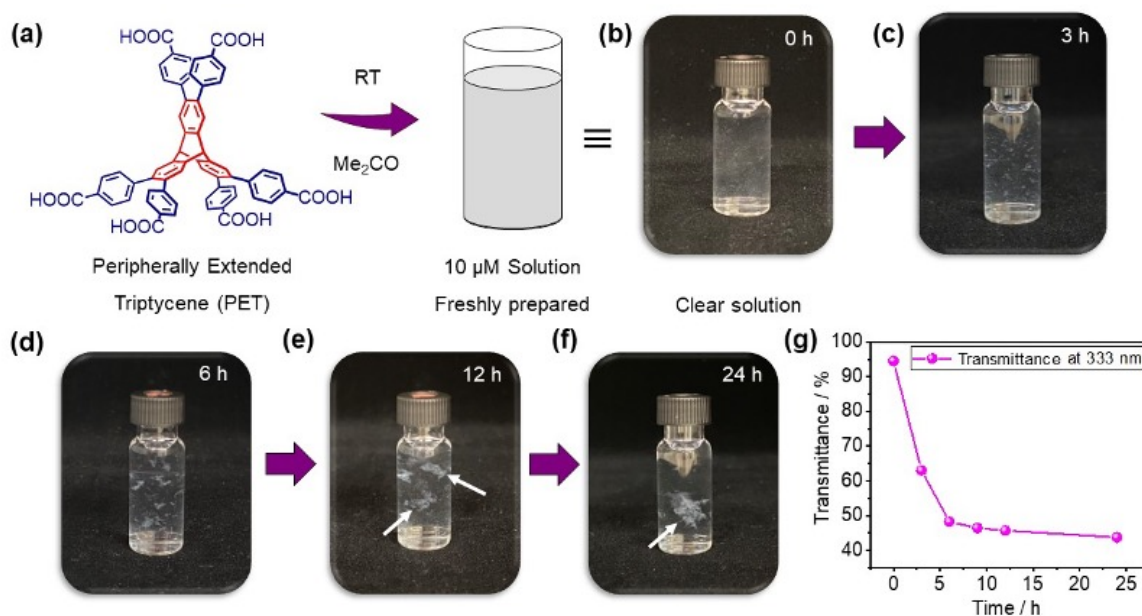 (a)
HOOC
COOH
HOOC
COOH
HOOC
COOH
Peripherally Extended
Triptycene (PET)
RT
Me₂CO
10 µM Solution
Freshly prepared
≡
(b)
0 h
Clear solution
(c)
3 h
(d)
6 h
(e)
12 h
(f)
24 h
(g)
Transmittance at 333 nm
Transmittance / %
100
90
80
70
60
50
40
0 5 10 15 20 25
Time / h